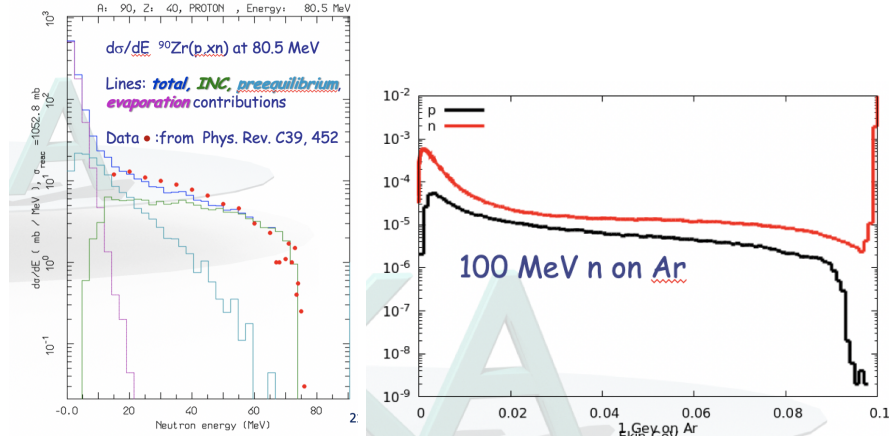 A: 90, Z: 40, PROTON , Energy: 80.5 MeV
dσ/dE ⁹⁰Zr(p,xn) at 80.5 MeV
Lines: total, INC, preequilibrium,
evaporation contributions
Data • :from Phys. Rev. C39, 452
dσ/dE ( mb / MeV ), σreac =1052.8 mb
10³
10²
10¹
10⁰
10⁻¹
-0.0 20 40 60 80
Neutron energy (MeV)
2
p
n
10⁻²
10⁻³
10⁻⁴
10⁻⁵
10⁻⁶
10⁻⁷
10⁻⁸
10⁻⁹
100 MeV n on Ar
0 0.02 0.04 0.06 0.08 0.1
1 Gev on Ar